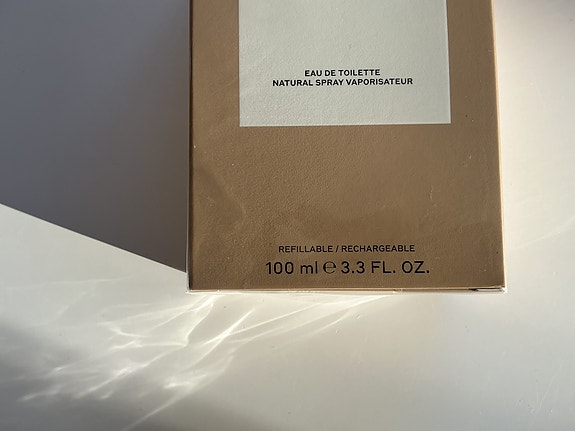 EAU DE TOILETTE
NATURAL SPRAY VAPORISATEUR
REFILLABLE / RECHARGEABLE
100 ml ℮ 3.3 FL. OZ.